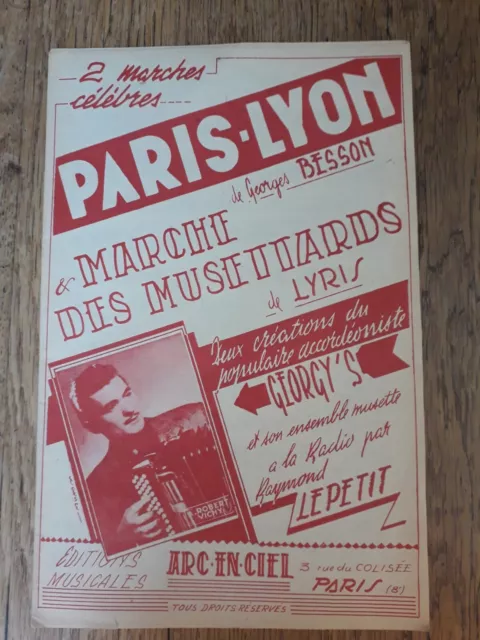 2 marches
célébres....
PARIS-LYON
de Georges BESSON
& MARCHE
DES MUSETTARDS
de LYRIS
Deux créations du
populaire accordéoniste
GEORGY'S
et son ensemble musette
a la Radio par
Raymond
LEPETIT
ROBERT
VICHY
EDITIONS
MUSICALES
ARC-EN-CIEL
3 rue du COLISÉE
PARIS (8e)
TOUS DROITS RÉSERVÉS